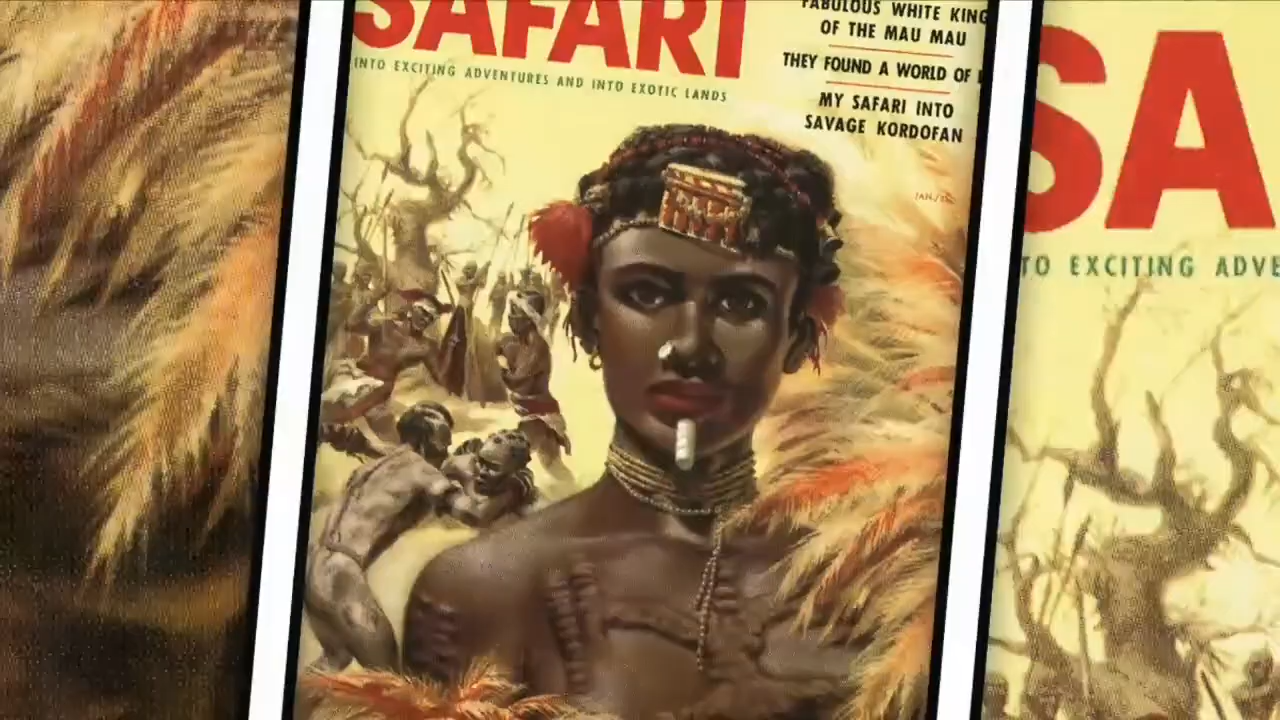 SAFARI
INTO EXCITING ADVENTURES AND INTO EXOTIC LANDS
FABULOUS WHITE KING
OF THE MAU MAU
THEY FOUND A WORLD OF
MY SAFARI INTO
SAVAGE KORDOFAN
SA
TO EXCITING ADVE